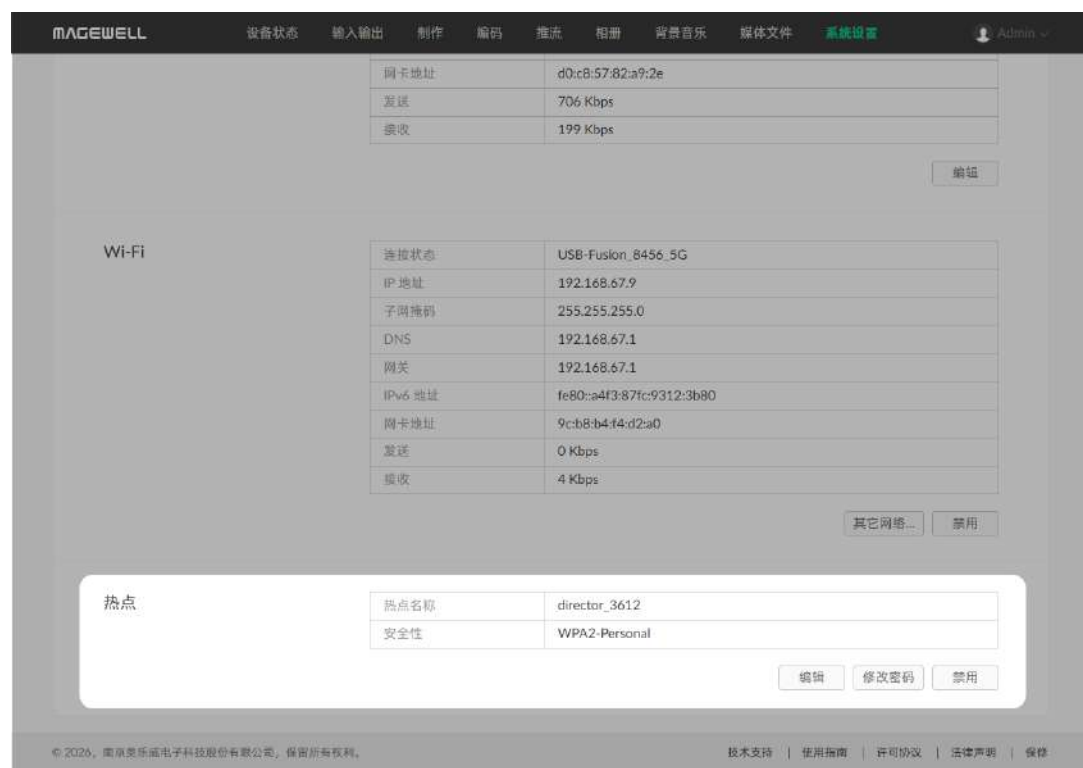 MAGEWELL 设备状态 输入输出 制作 编码 推流 相册 背景音乐 媒体文件 系统设置 Admin
网卡地址 d0:c8:57:82:a9:2e
发送 706 Kbps
接收 199 Kbps
编辑
Wi-Fi 连接状态 USB-Fusion_8456_5G
IP 地址 192.168.67.9
子网掩码 255.255.255.0
DNS 192.168.67.1
网关 192.168.67.1
IPv6 地址 fe80::a4f3:87fc:9312:3b80
网卡地址 9c:b8:b4:f4:d2:a0
发送 0 Kbps
接收 4 Kbps
其它网络... 禁用
热点 热点名称 director_3612
安全性 WPA2-Personal
编辑 修改密码 禁用
© 2026，南京美乐威电子科技股份有限公司，保留所有权利。 技术支持 | 使用指南 | 许可协议 | 法律声明 | 保修